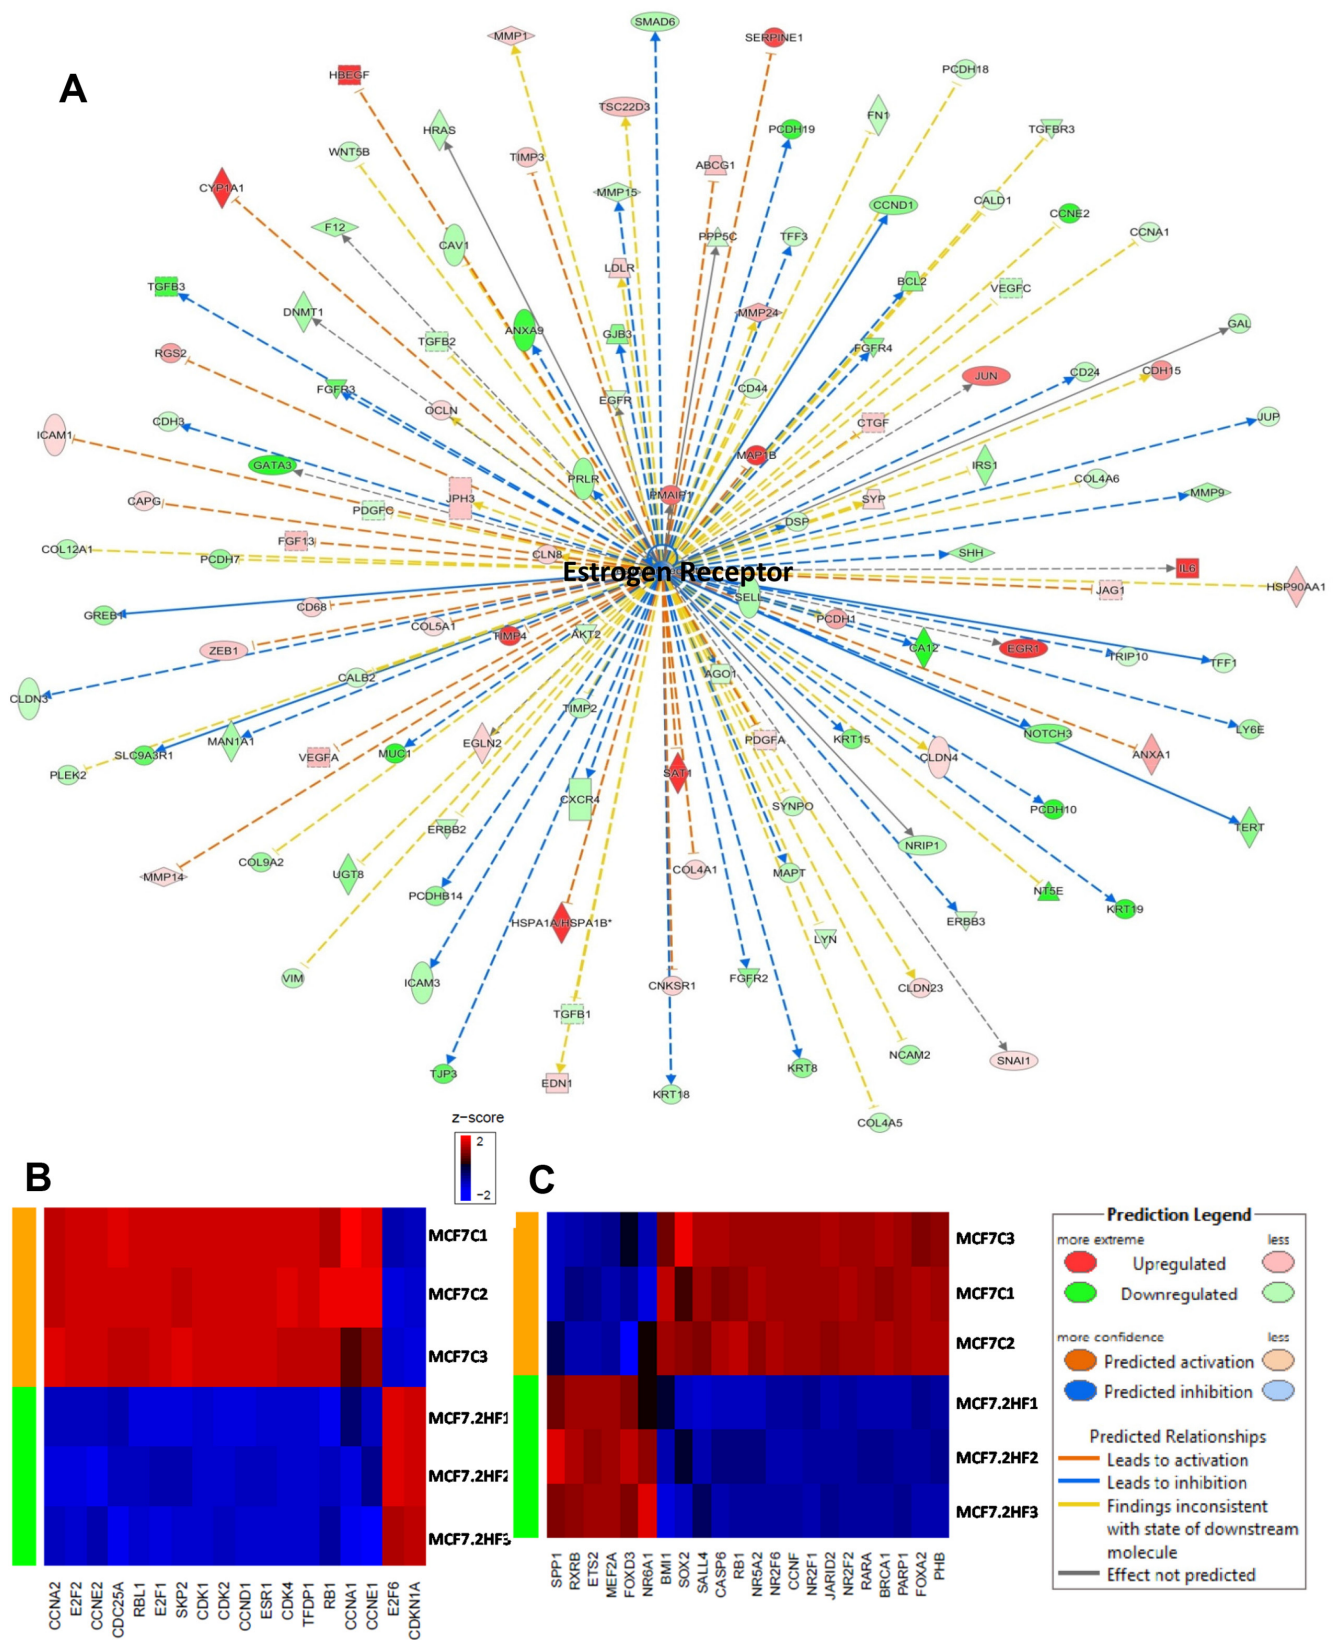 A
SMAD6
MMP1
SERPINE1
HBEGF
PCDH18
TSC22D3
FN1
HRAS
PCDH19
TGFBR3
WNT5B
TIMP3
ABCG1
CYP1A1
MMP15
CCND1
CALD1
CCNE2
F12
CAV1
PPP5C
TFF3
CCNA1
LDLR
TGFB3
BCL2
VEGFC
DNMT1
MMP24
ANXA9
GJB3
GAL
TGFB2
RGS2
FGFR4
CD24
CDH15
JUN
FGFR3
CD44
EGFR
OCLN
CDH3
CTGF
JUP
ICAM1
MAP1B
GATA3
IRS1
PRLR
COL4A6
MMP9
CAPG
JPH3
PMAIP1
SYP
PDGFC
DSP
FGF13
COL12A1
PCDH7
CLN8
SHH
Estrogen Receptor
IL6
HSP90AA1
JAG1
SELL
GREB1
CD68
COL5A1
TIMP4
AKT2
PCDH1
ZEB1
CA12
EGR1
TRIP10
TFF1
CALB2
AGO1
CLDN3
TIMP2
LY6E
MAN1A1
EGLN2
PDGFA
KRT15
NOTCH3
SLC9A3R1
VEGFA
MUC1
CLDN4
ANXA1
PLEK2
SAT1
CXCR4
SYNPO
PCDH10
ERBB2
TERT
NRIP1
COL9A2
UGT8
COL4A1
MAPT
MMP14
PCDHB14
NT5E
KRT19
HSPA1A/HSPA1B*
ERBB3
LYN
VIM
ICAM3
CNKSR1
FGFR2
CLDN23
TGFB1
NCAM2
SNAI1
TJP3
EDN1
KRT18
KRT8
COL4A5
z-score
2
-2
B
MCF7C1
MCF7C2
MCF7C3
MCF7.2HF1
MCF7.2HF2
MCF7.2HF3
CCNA2
E2F2
CCNE2
CDC25A
RBL1
E2F1
SKP2
CDK1
CDK2
CCND1
ESR1
CDK4
TFDP1
RB1
CCNA1
CCNE1
E2F6
CDKN1A
C
MCF7C3
MCF7C1
MCF7C2
MCF7.2HF1
MCF7.2HF2
MCF7.2HF3
SPP1
RXRB
ETS2
MEF2A
FOXD3
NR6A1
BMI1
SOX2
SALL4
CASP6
RB1
NR5A2
NR2F6
CCNF
NR2F1
JARID2
NR2F2
RARA
BRCA1
PARP1
FOXA2
PHB
Prediction Legend
more extreme less
Upregulated
Downregulated
more confidence less
Predicted activation
Predicted inhibition
Predicted Relationships
Leads to activation
Leads to inhibition
Findings inconsistent
with state of downstream
molecule
Effect not predicted